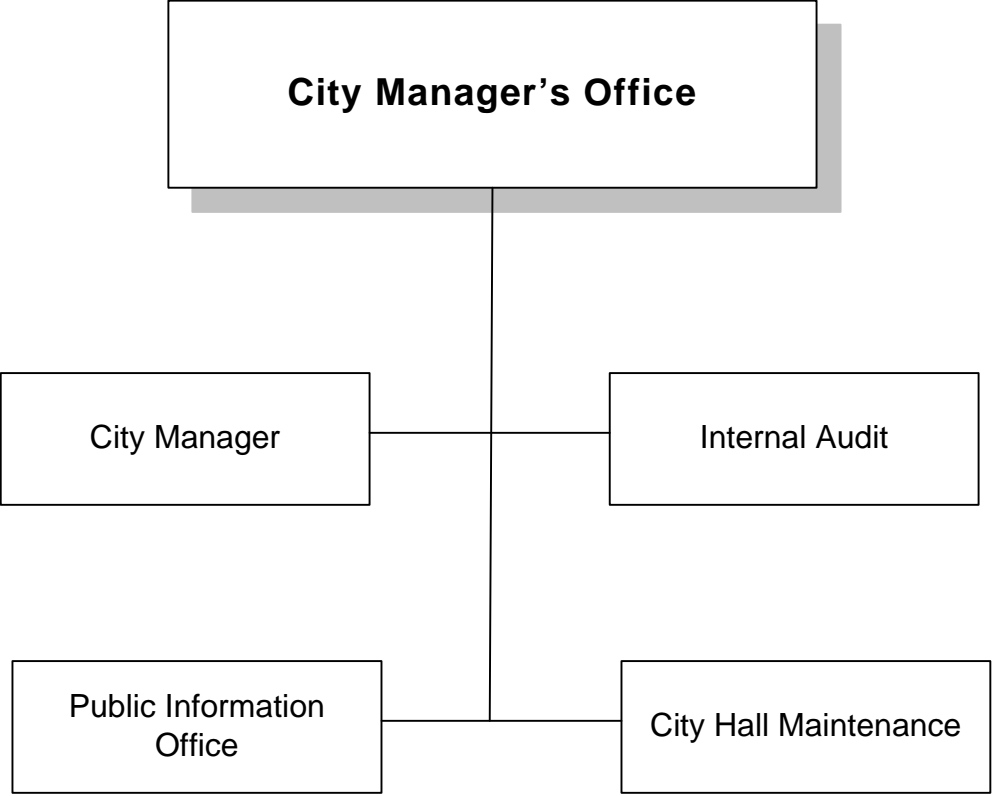 City Manager’s Office
City Manager
Internal Audit
Public Information
Office
City Hall Maintenance